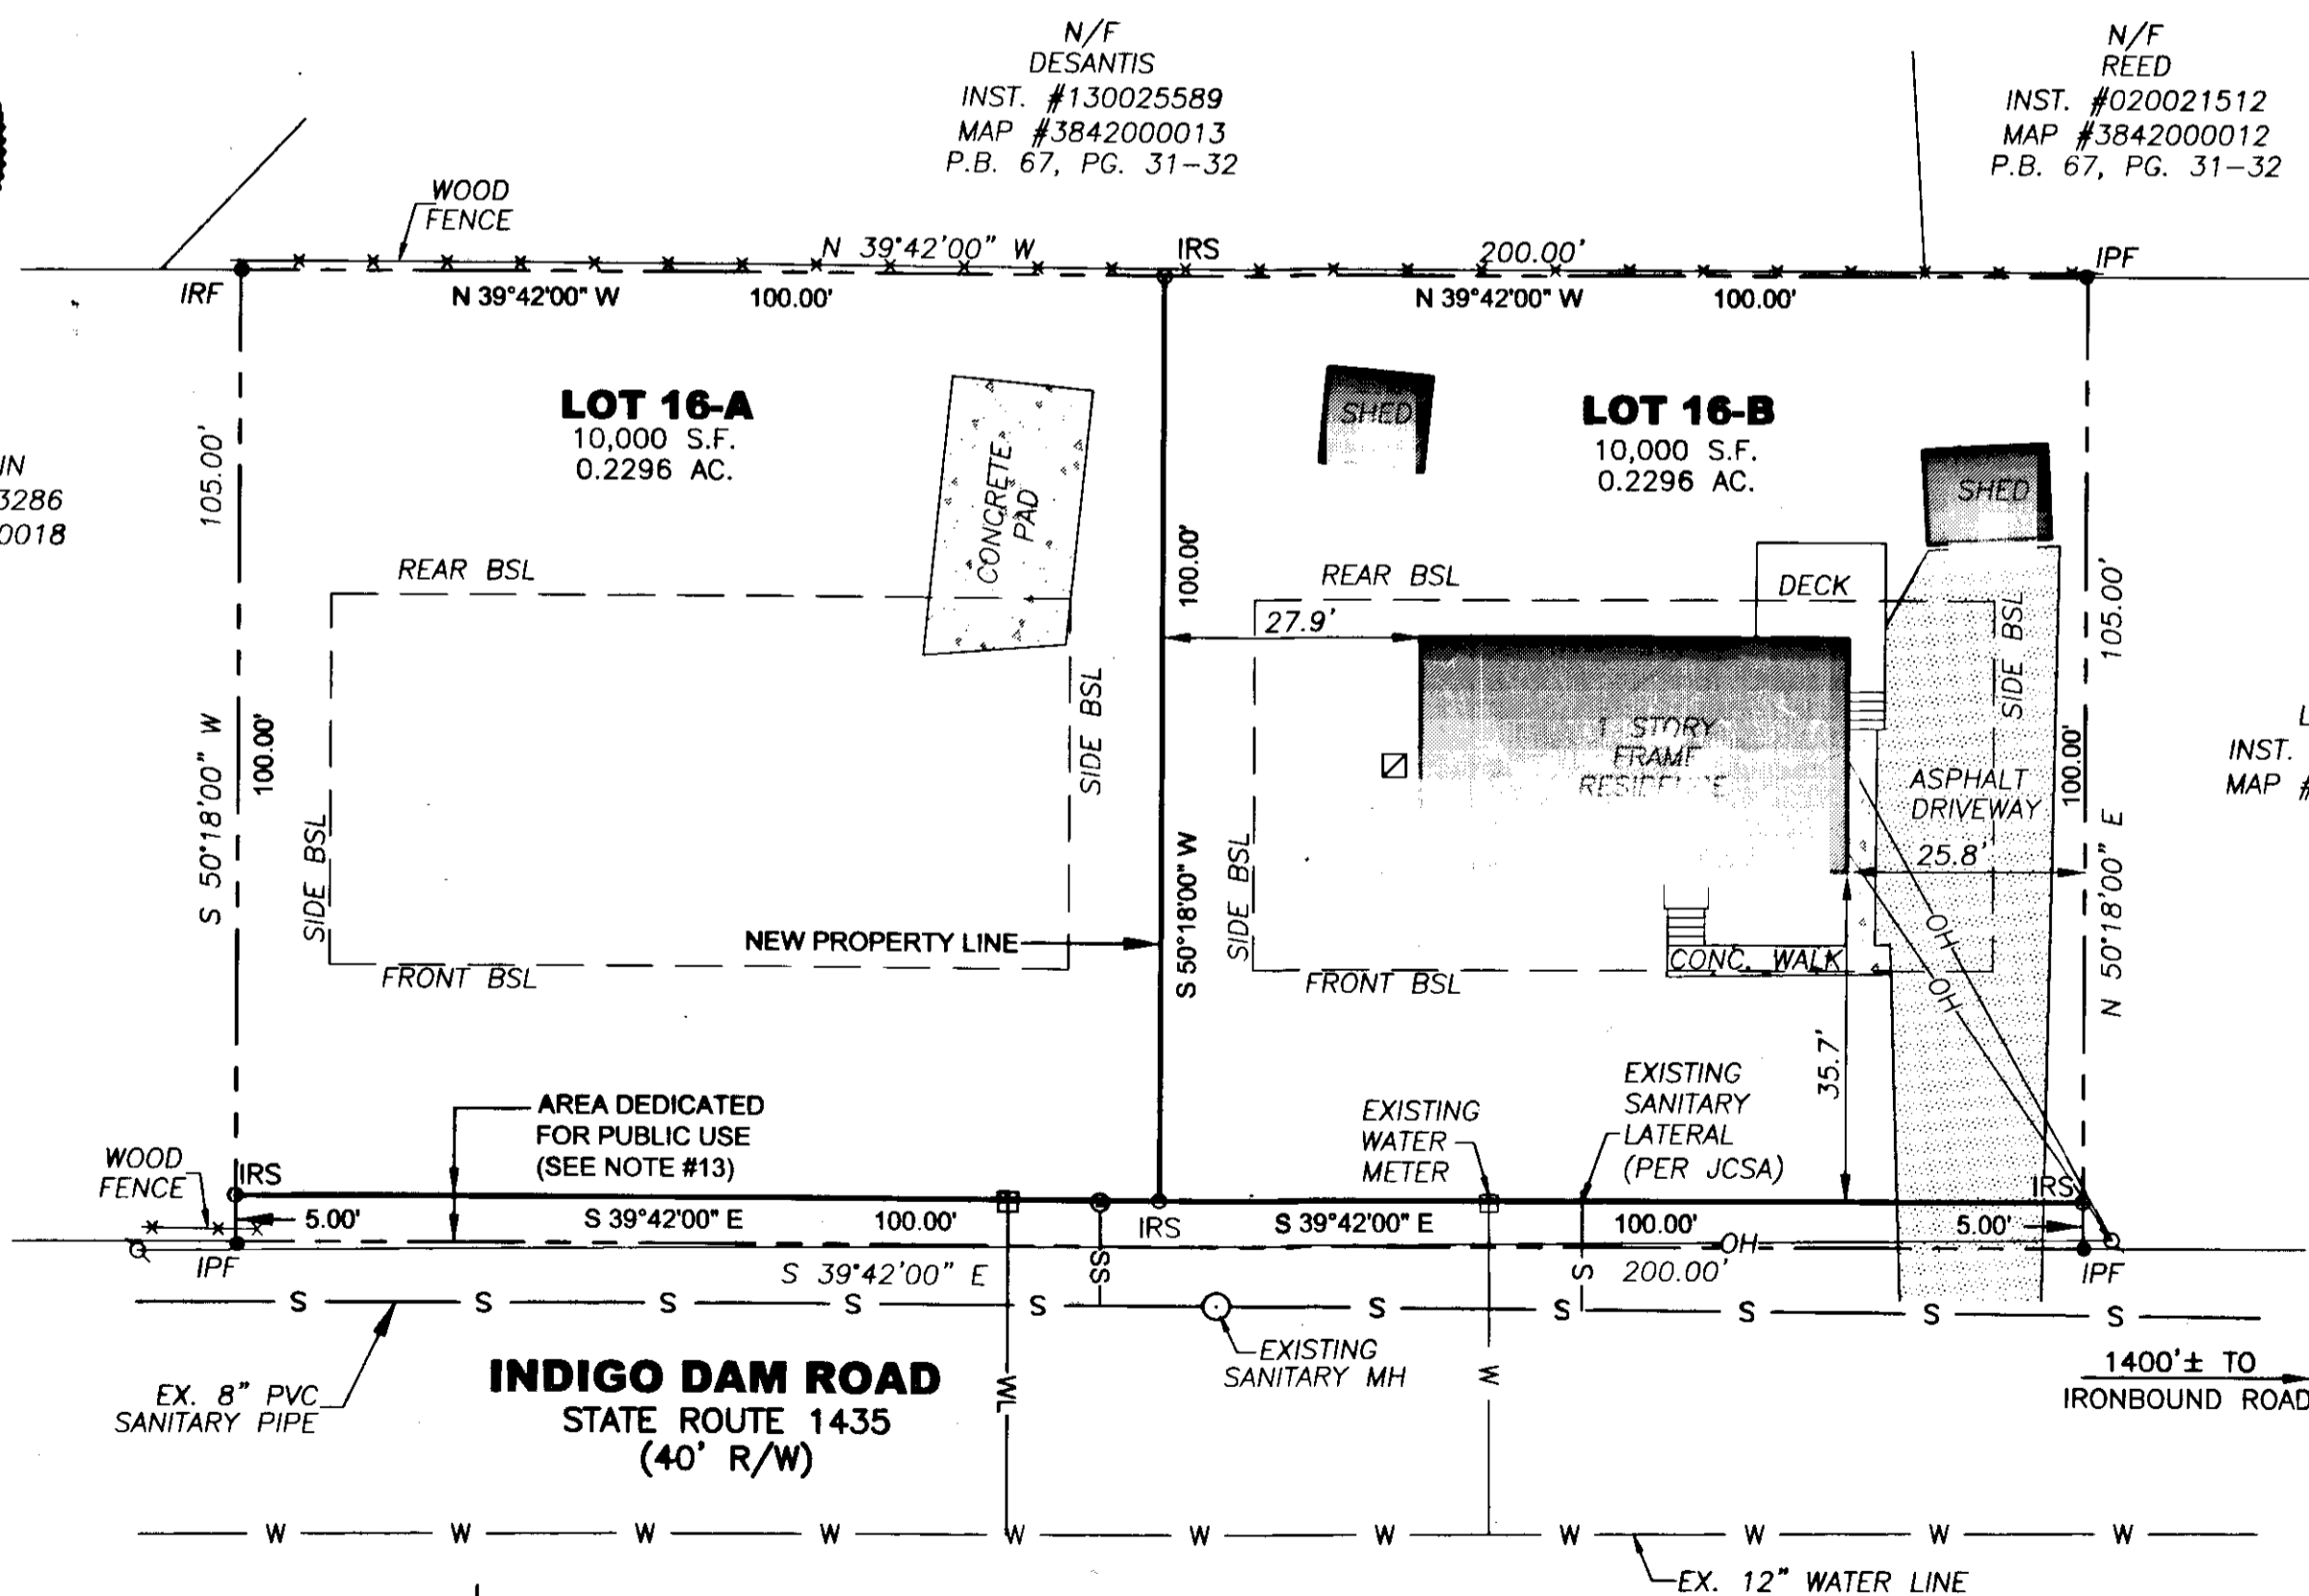 N/F
DESANTIS
INST. #130025589
MAP #3842000013
P.B. 67, PG. 31-32
N/F
REED
INST. #020021512
MAP #3842000012
P.B. 67, PG. 31-32
WOOD
FENCE
N 39°42'00" W
IRS
200.00'
IPF
IRF
N 39°42'00" W 100.00'
N 39°42'00" W 100.00'
LOT 16-A
10,000 S.F.
0.2296 AC.
CONCRETE
PAD
SHED
LOT 16-B
10,000 S.F.
0.2296 AC.
SHED
IN
3286
0018
105.00'
S 50°18'00" W
100.00'
REAR BSL
SIDE BSL
SIDE BSL
FRONT BSL
100.00'
S 50°18'00" W
NEW PROPERTY LINE
REAR BSL
27.9'
DECK
SIDE BSL
SIDE BSL
1 STORY
FRAME
RESIDENCE
ASPHALT
DRIVEWAY
25.8'
OH
OH
CONC. WALK
FRONT BSL
35.7'
105.00'
100.00'
N 50°18'00" E
L
INST.
MAP #
AREA DEDICATED
FOR PUBLIC USE
(SEE NOTE #13)
EXISTING
WATER
METER
EXISTING
SANITARY
LATERAL
(PER JCSA)
WOOD
FENCE
IRS
IRS
5.00'
S 39°42'00" E 100.00'
IRS
S 39°42'00" E 100.00'
5.00'
IPF
S 39°42'00" E
SS
OH
S
200.00'
IPF
S S S S S S S S S S
EX. 8" PVC
SANITARY PIPE
INDIGO DAM ROAD
STATE ROUTE 1435
(40' R/W)
WL
EXISTING
SANITARY MH
W
1400'± TO
IRONBOUND ROAD
W W W W W W W W W W W
EX. 12" WATER LINE